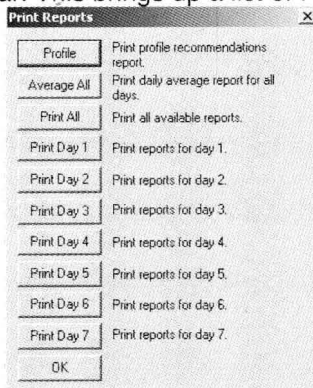 Print Reports
Profile Print profile recommendations
report.
Average All Print daily average report for all
days.
Print All Print all available reports.
Print Day 1 Print reports for day 1.
Print Day 2 Print reports for day 2.
Print Day 3 Print reports for day 3.
Print Day 4 Print reports for day 4.
Print Day 5 Print reports for day 5.
Print Day 6 Print reports for day 6.
Print Day 7 Print reports for day 7.
OK